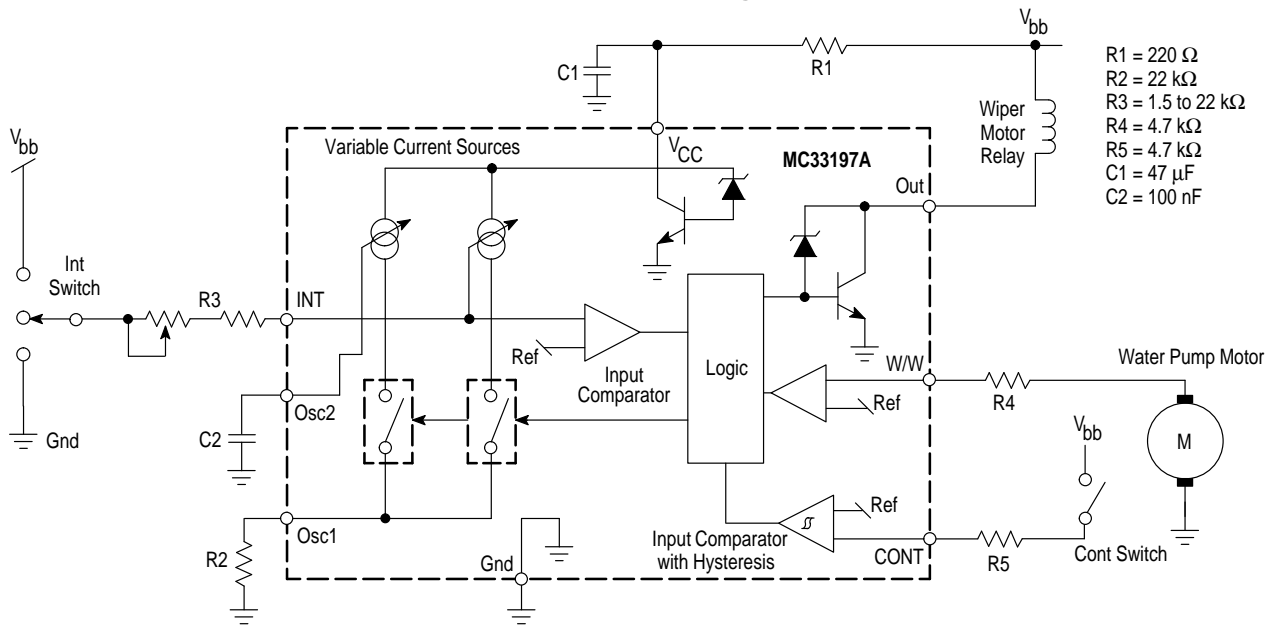 Vbb
C1
R1
R1 = 220 Ω
R2 = 22 kΩ
R3 = 1.5 to 22 kΩ
R4 = 4.7 kΩ
R5 = 4.7 kΩ
C1 = 47 µF
C2 = 100 nF
Wiper
Motor
Relay
Vbb
Variable Current Sources
VCC
MC33197A
Out
Int
Switch
R3
INT
Ref
Input
Comparator
Logic
W/W
Ref
R4
Water Pump Motor
M
Osc2
C2
Gnd
Vbb
Osc1
R2
Gnd
Input Comparator
with Hysteresis
Ref
CONT
R5
Cont Switch